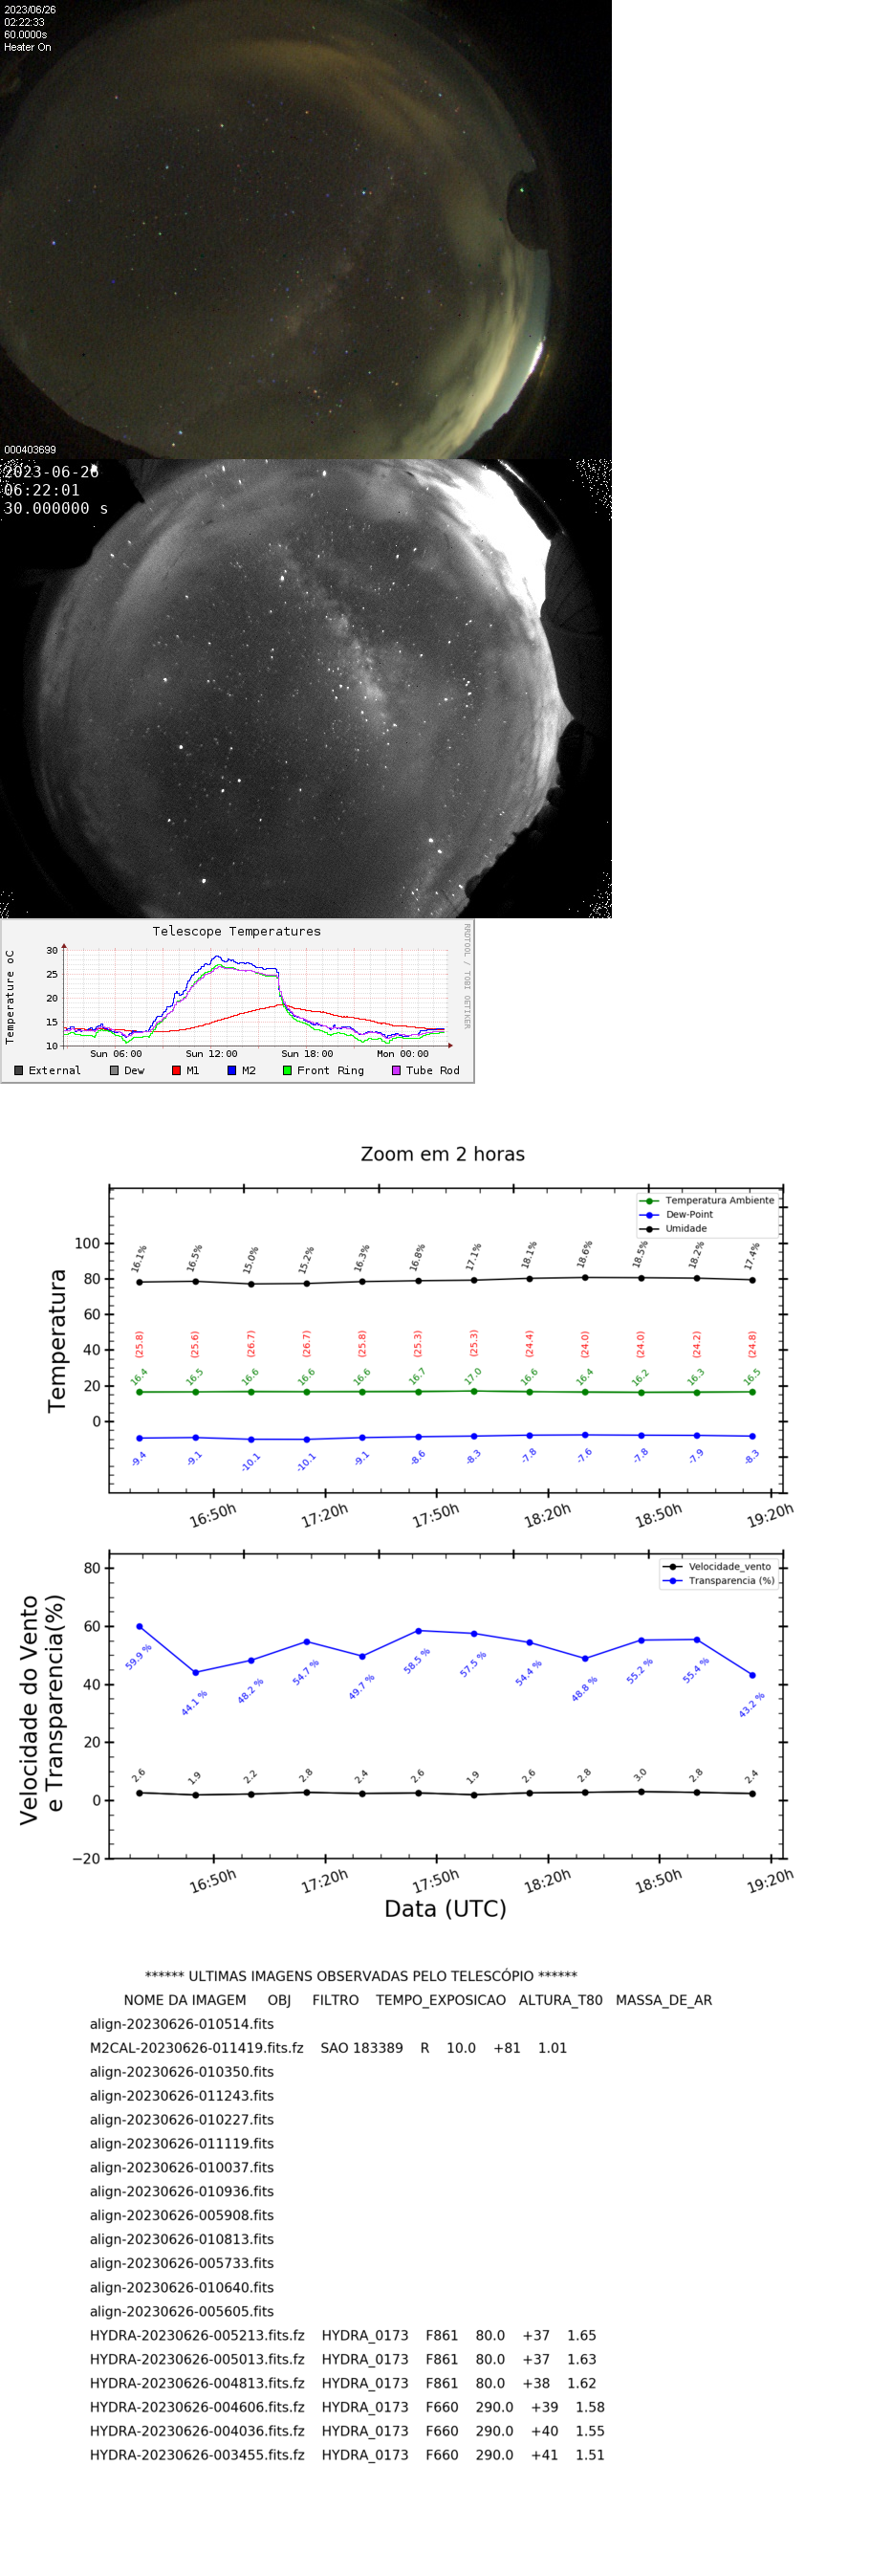 2023/06/26
02:22:33
60.0000s
Heater On
000403699
2023-06-26
06:22:01
30.000000 s
Telescope Temperatures
RRDTOOL / TOBI OETIKER
Temperature oC
30
25
20
15
10
Sun 06:00 Sun 12:00 Sun 18:00 Mon 00:00
External Dew M1 M2 Front Ring Tube Rod
Zoom em 2 horas
Temperatura Ambiente
Dew-Point
Umidade
Temperatura
100
80
60
40
20
0
16.1% 16.5% 15.0% 15.2% 16.3% 16.8% 17.1% 18.1% 18.6% 18.5% 18.2% 17.4%
(25.8) (25.6) (26.7) (26.7) (25.8) (25.3) (25.3) (24.4) (24.0) (24.0) (24.2) (24.8)
16.4 16.5 16.6 16.6 16.6 16.7 17.0 16.6 16.4 16.2 16.3 16.5
-9.4 -9.1 -10.1 -10.1 -9.1 -8.6 -8.3 -7.8 -7.6 -7.8 -7.9 -8.3
16:50h 17:20h 17:50h 18:20h 18:50h 19:20h
Velocidade_vento
Transparencia (%)
Velocidade do Vento
e Transparencia(%)
80
60
40
20
0
−20
59.9 % 44.1 % 48.2 % 54.7 % 49.7 % 58.5 % 57.5 % 54.4 % 48.8 % 55.2 % 55.4 % 43.2 %
2.6 1.9 2.2 2.8 2.4 2.6 1.9 2.6 2.8 3.0 2.8 2.4
16:50h 17:20h 17:50h 18:20h 18:50h 19:20h
Data (UTC)
****** ULTIMAS IMAGENS OBSERVADAS PELO TELESCÓPIO ******
NOME DA IMAGEM OBJ FILTRO TEMPO_EXPOSICAO ALTURA_T80 MASSA_DE_AR
align-20230626-010514.fits
M2CAL-20230626-011419.fits.fz SAO 183389 R 10.0 +81 1.01
align-20230626-010350.fits
align-20230626-011243.fits
align-20230626-010227.fits
align-20230626-011119.fits
align-20230626-010037.fits
align-20230626-010936.fits
align-20230626-005908.fits
align-20230626-010813.fits
align-20230626-005733.fits
align-20230626-010640.fits
align-20230626-005605.fits
HYDRA-20230626-005213.fits.fz HYDRA_0173 F861 80.0 +37 1.65
HYDRA-20230626-005013.fits.fz HYDRA_0173 F861 80.0 +37 1.63
HYDRA-20230626-004813.fits.fz HYDRA_0173 F861 80.0 +38 1.62
HYDRA-20230626-004606.fits.fz HYDRA_0173 F660 290.0 +39 1.58
HYDRA-20230626-004036.fits.fz HYDRA_0173 F660 290.0 +40 1.55
HYDRA-20230626-003455.fits.fz HYDRA_0173 F660 290.0 +41 1.51